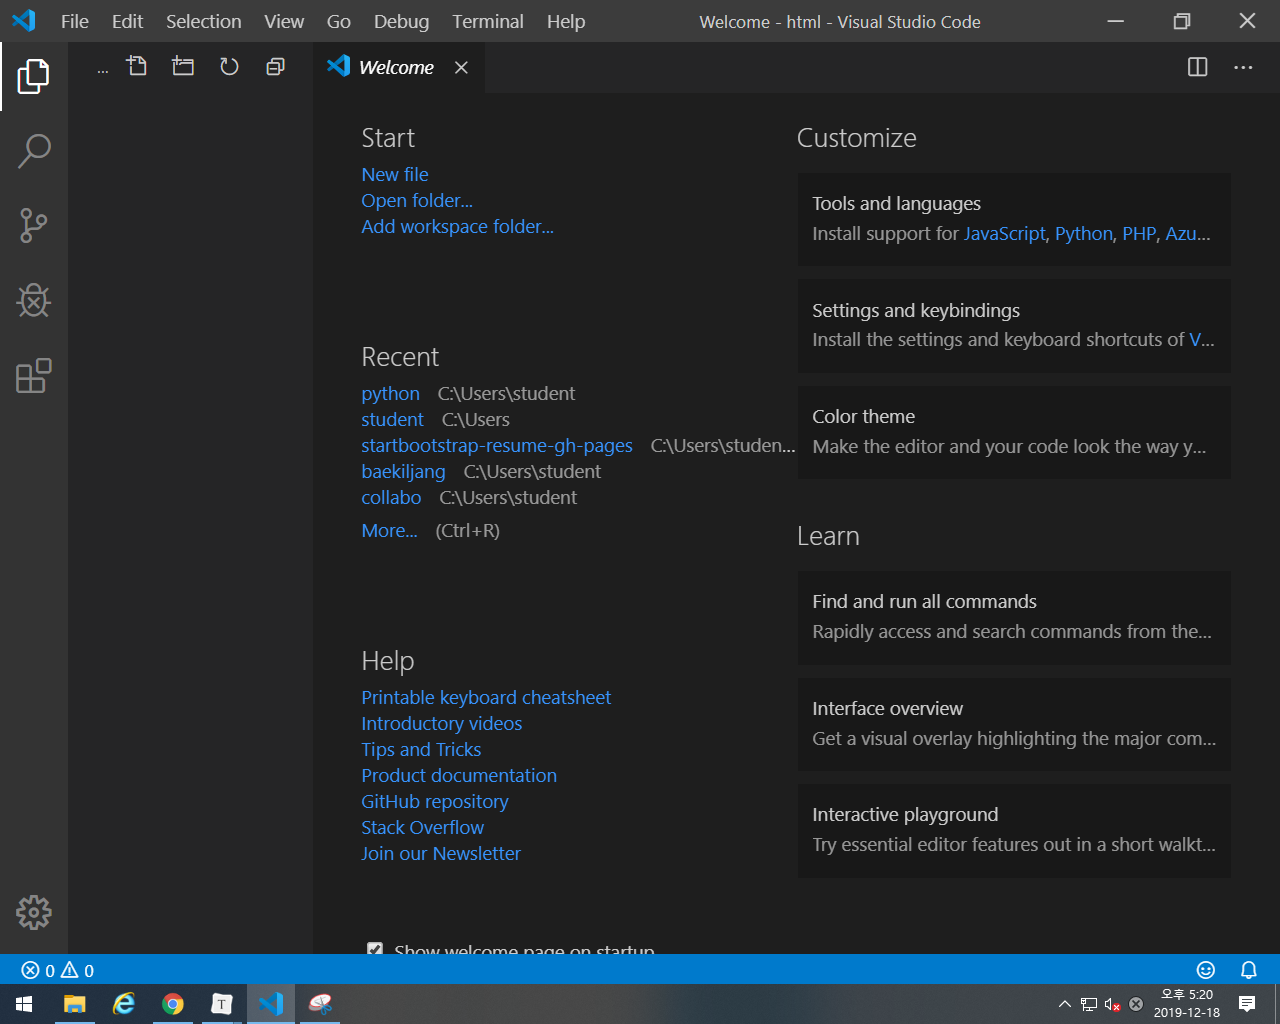 File Edit Selection View Go Debug Terminal Help Welcome - html - Visual Studio Code
... Welcome
Start
New file
Open folder...
Add workspace folder...
Recent
python C:\Users\student
student C:\Users
startbootstrap-resume-gh-pages C:\Users\studen...
baekiljang C:\Users\student
collabo C:\Users\student
More... (Ctrl+R)
Help
Printable keyboard cheatsheet
Introductory videos
Tips and Tricks
Product documentation
GitHub repository
Stack Overflow
Join our Newsletter
Show welcome page on startup
Customize
Tools and languages
Install support for JavaScript, Python, PHP, Azu...
Settings and keybindings
Install the settings and keyboard shortcuts of V...
Color theme
Make the editor and your code look the way y...
Learn
Find and run all commands
Rapidly access and search commands from the...
Interface overview
Get a visual overlay highlighting the major com...
Interactive playground
Try essential editor features out in a short walkt...
0 0
T
오후 5:20
2019-12-18